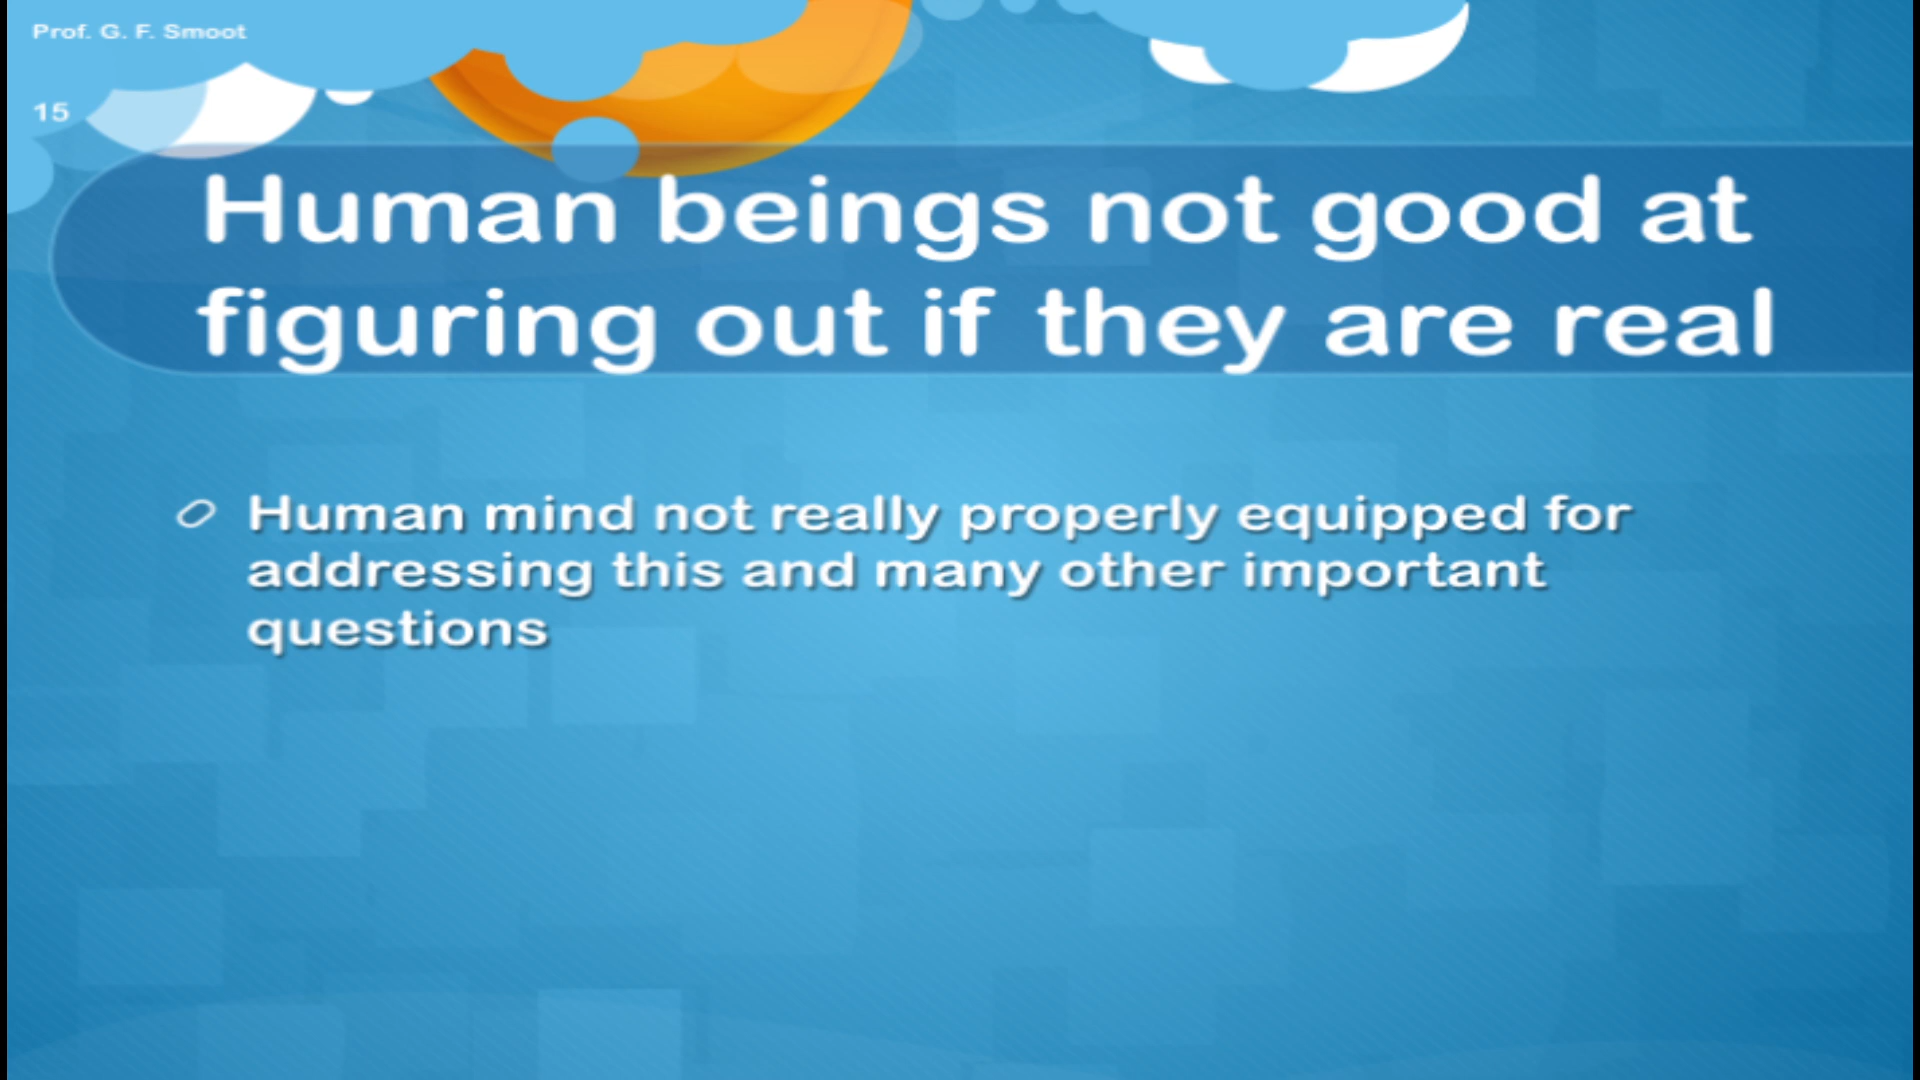 Prof. G. F. Smoot
15
Human beings not good at
figuring out if they are real
Human mind not really properly equipped for
addressing this and many other important
questions